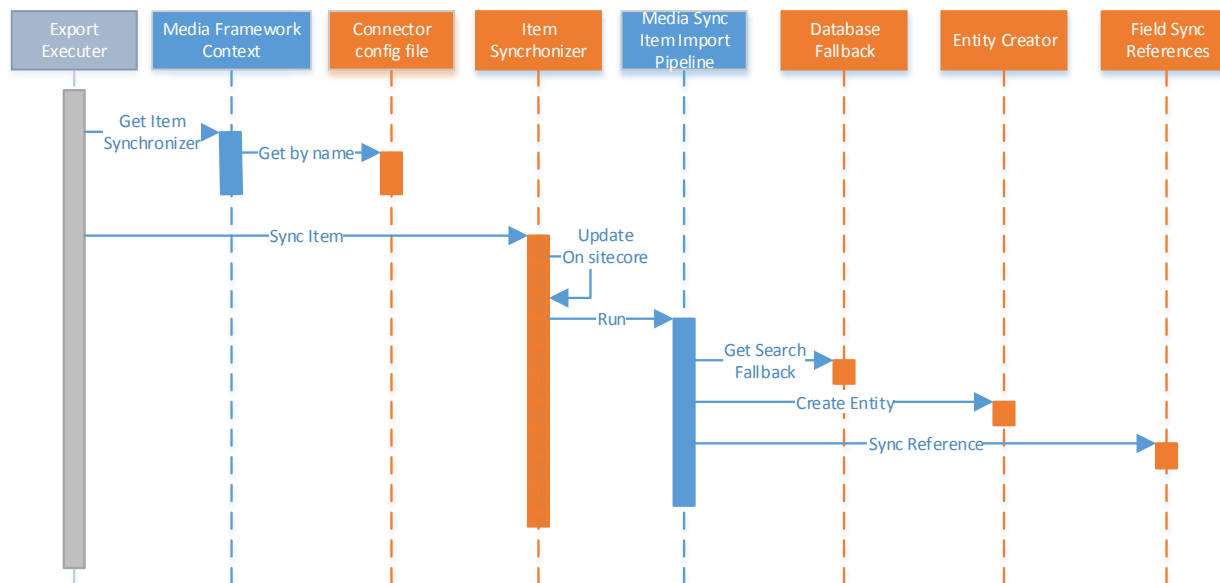 Export
Executer
Media Framework
Context
Connector
config file
Item
Syncrhonizer
Media Sync
Item Import
Pipeline
Database
Fallback
Entity Creator
Field Sync
References
Get Item
Synchronizer
Get by name
Sync Item
Update
On sitecore
Run
Get Search
Fallback
Create Entity
Sync Reference